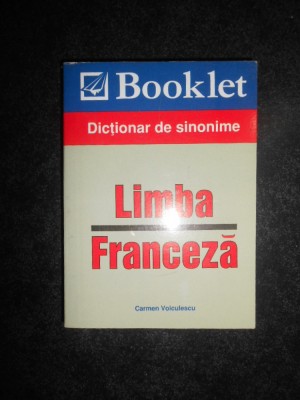 Booklet
Dicționar de sinonime
Limba
Franceză
Carmen Voiculescu